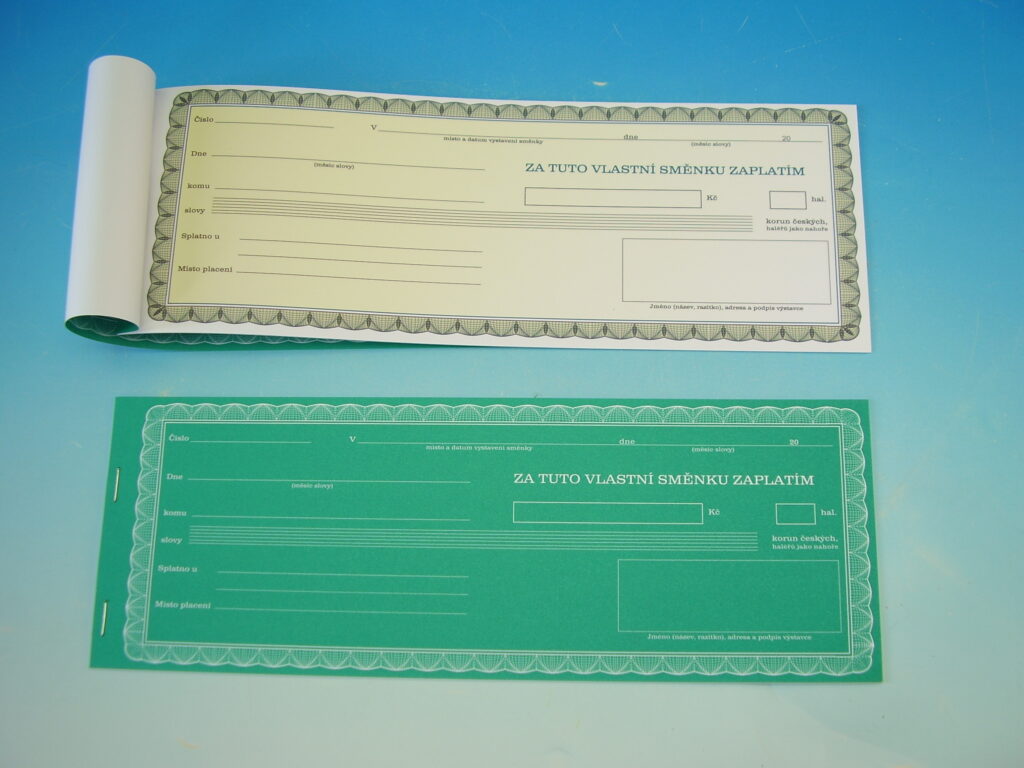 Číslo V dne 20
místo a datum vystavení směnky (měsíc slovy)
Dne
(měsíc slovy)
ZA TUTO VLASTNÍ SMĚNKU ZAPLATÍM
komu Kč hal.
slovy korun českých,
haléřů jako nahoře
Splatno u
Místo placení
Jméno (název, razítko), adresa a podpis výstavce
Číslo V dne 20
místo a datum vystavení směnky (měsíc slovy)
Dne ZA TUTO VLASTNÍ SMĚNKU ZAPLATÍM
(měsíc slovy)
komu Kč hal.
slovy korun českých,
haléřů jako nahoře
Splatno u
Místo placení
Jméno (název, razítko), adresa a podpis výstavce